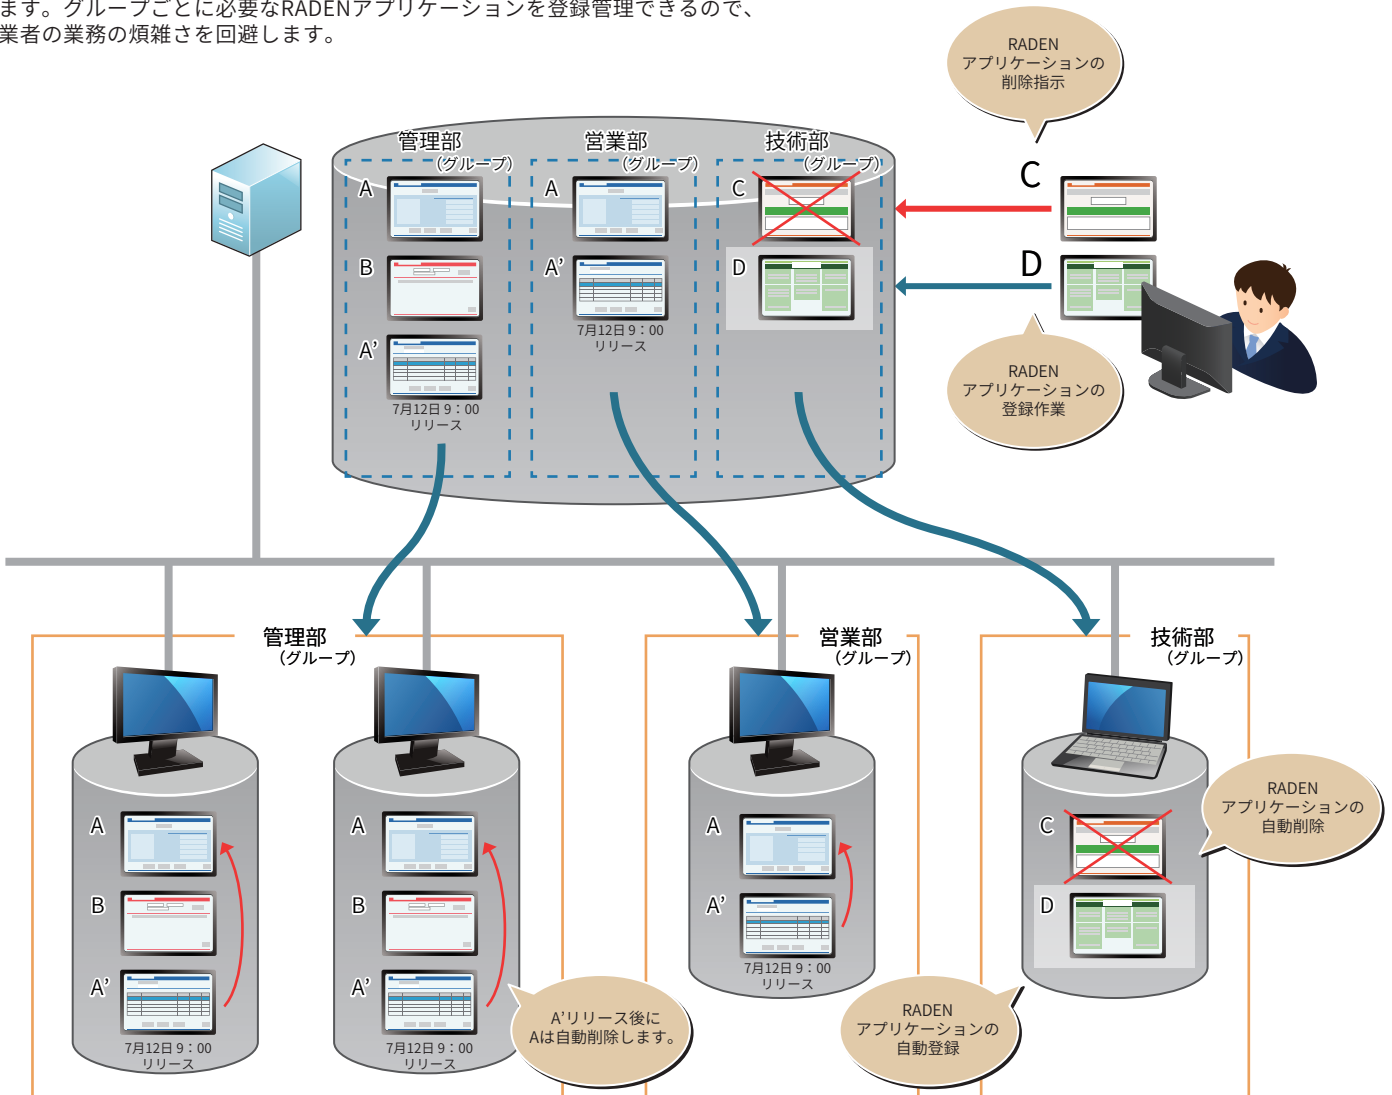 ます。グループごとに必要なRADENアプリケーションを登録管理できるので、
業者の業務の煩雑さを回避します。
RADEN
アプリケーションの
削除指示
管理部
（グループ）
営業部
（グループ）
技術部
（グループ）
A
B
A’
7月12日 9：00
リリース
A
A’
7月12日 9：00
リリース
C
D
C
D
RADEN
アプリケーションの
登録作業
管理部
（グループ）
営業部
（グループ）
技術部
（グループ）
A
B
A’
7月12日 9：00
リリース
A
B
A’
7月12日 9：00
リリース
A’リリース後に
Aは自動削除します。
A
A’
7月12日 9：00
リリース
C
D
RADEN
アプリケーションの
自動削除
RADEN
アプリケーションの
自動登録